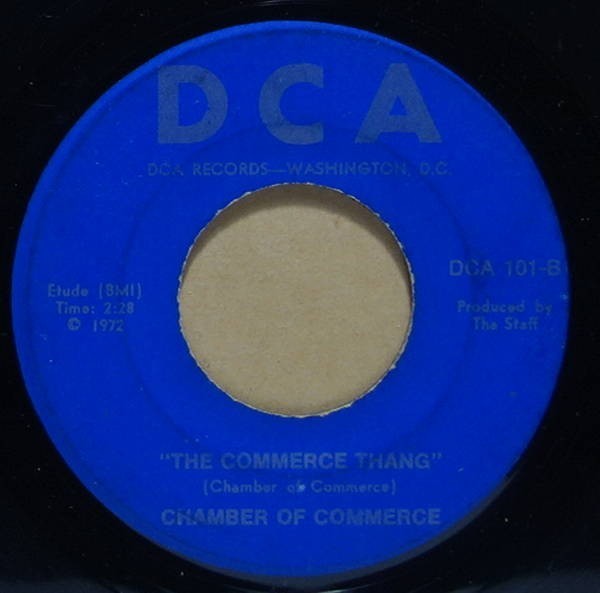 DCA
DCA RECORDS—WASHINGTON, D.C.
DCA 101-B
Etude (BMI)
Time: 2:28
© 1972
Produced by
The Staff
"THE COMMERCE THANG"
(Chamber of Commerce)
CHAMBER OF COMMERCE